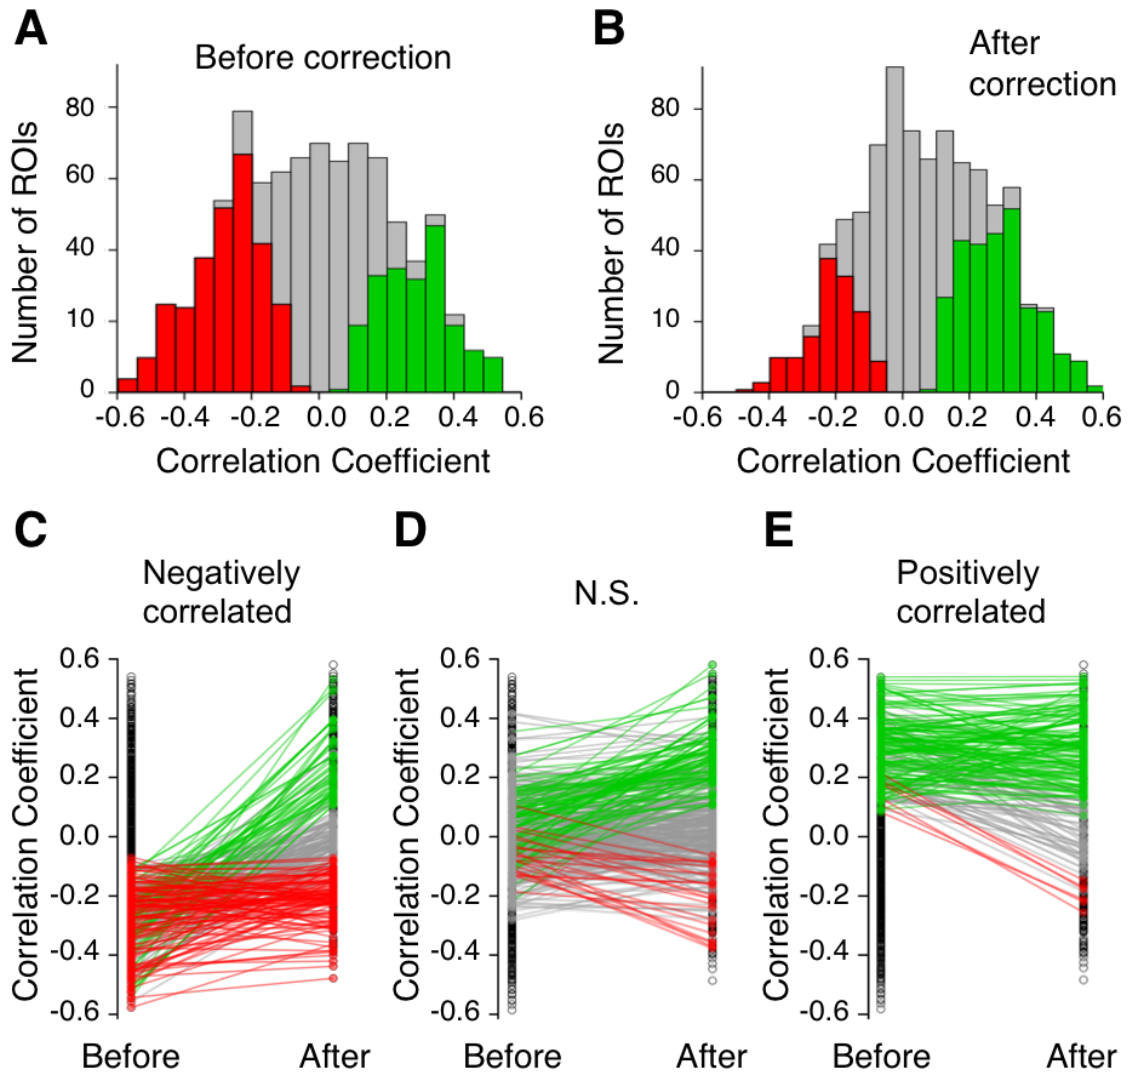 A
Before correction
Number of ROIs
80
60
40
10
0
-0.6 -0.4 -0.2 0.0 0.2 0.4 0.6
Correlation Coefficient
B
After
correction
Number of ROIs
80
60
40
10
0
-0.6 -0.4 -0.2 0.0 0.2 0.4 0.6
Correlation Coefficient
C
Negatively
correlated
Correlation Coefficient
0.6
0.4
0.2
0.0
-0.2
-0.4
-0.6
Before After
D
N.S.
Correlation Coefficient
0.6
0.4
0.2
0.0
-0.2
-0.4
-0.6
Before After
E
Positively
correlated
Correlation Coefficient
0.6
0.4
0.2
0.0
-0.2
-0.4
-0.6
Before After